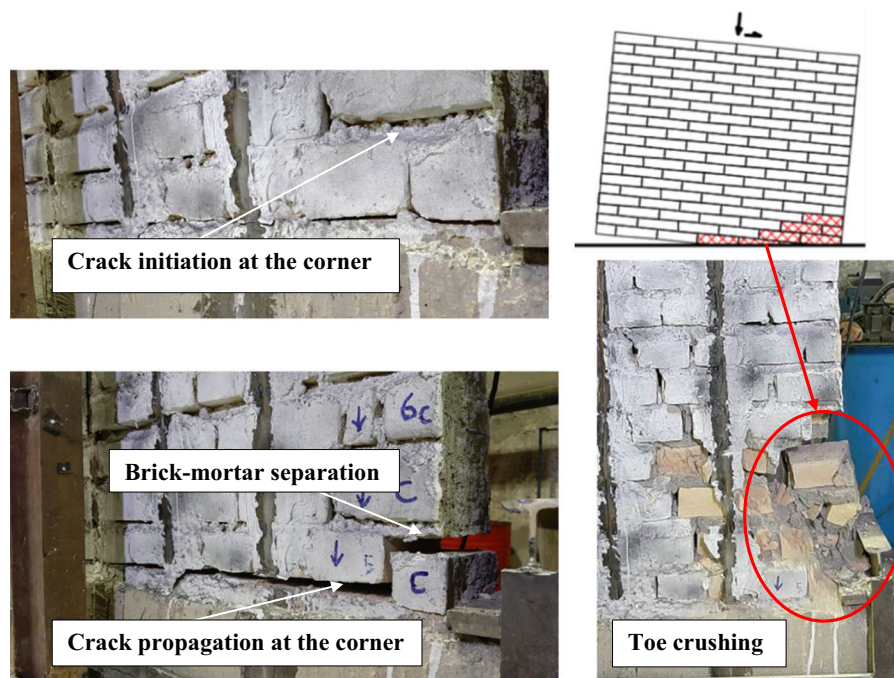 Crack initiation at the corner
6c
Brick-mortar separation
C
5
C
Crack propagation at the corner
5
Toe crushing